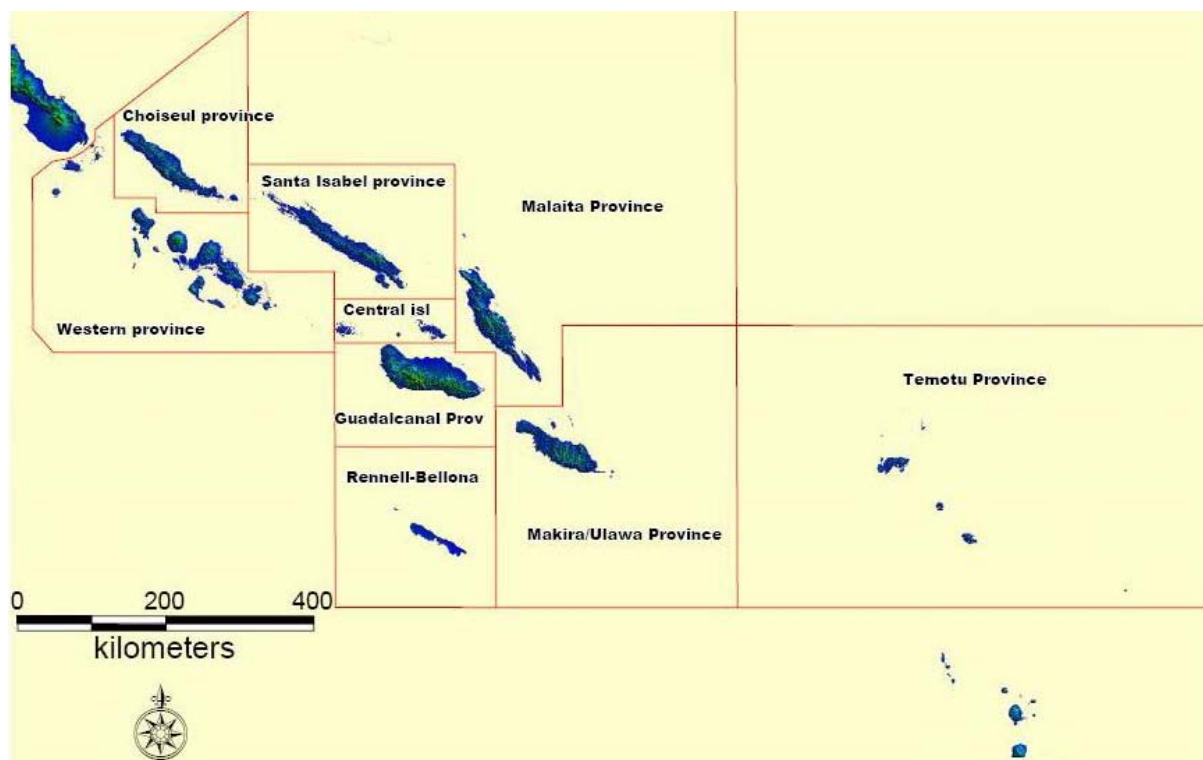 Choiseul province
Santa Isabel province
Malaita Province
Central isl
Western province
Temotu Province
Guadalcanal Prov
Rennell-Bellona
Makira/Ulawa Province
0 200 400
kilometers